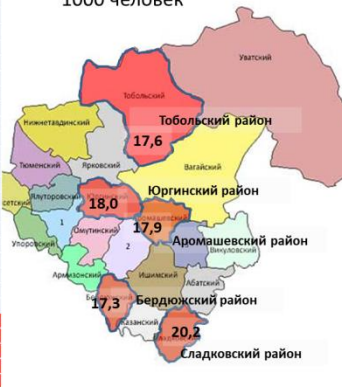 1000 человек
Уватский
Тобольский
Тобольский район
Нижнетавдинский
17,6
Тюменский
Ярковский
Вагайский
Ялуторовский
Юргинский район
18,0
17,9
1
Омутинский
2
Упоровский
Аромашевский район
Викуловский
Армизонский
Ишимский
Абатский
17,3
Бердюжский район
Казанский
20,2
Сладковский район